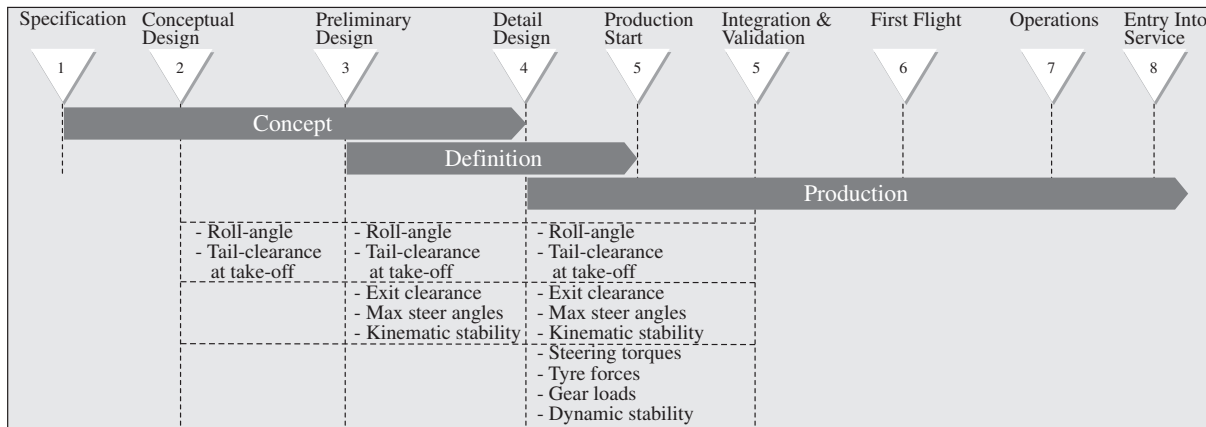 Specification
Conceptual
Design
Preliminary
Design
Detail
Design
Production
Start
Integration &
Validation
First Flight
Operations
Entry Into
Service
1
2
3
4
5
5
6
7
8
Concept
Definition
Production
- Roll-angle
- Tail-clearance
at take-off
- Roll-angle
- Tail-clearance
at take-off
- Exit clearance
- Max steer angles
- Kinematic stability
- Roll-angle
- Tail-clearance
at take-off
- Exit clearance
- Max steer angles
- Kinematic stability
- Steering torques
- Tyre forces
- Gear loads
- Dynamic stability